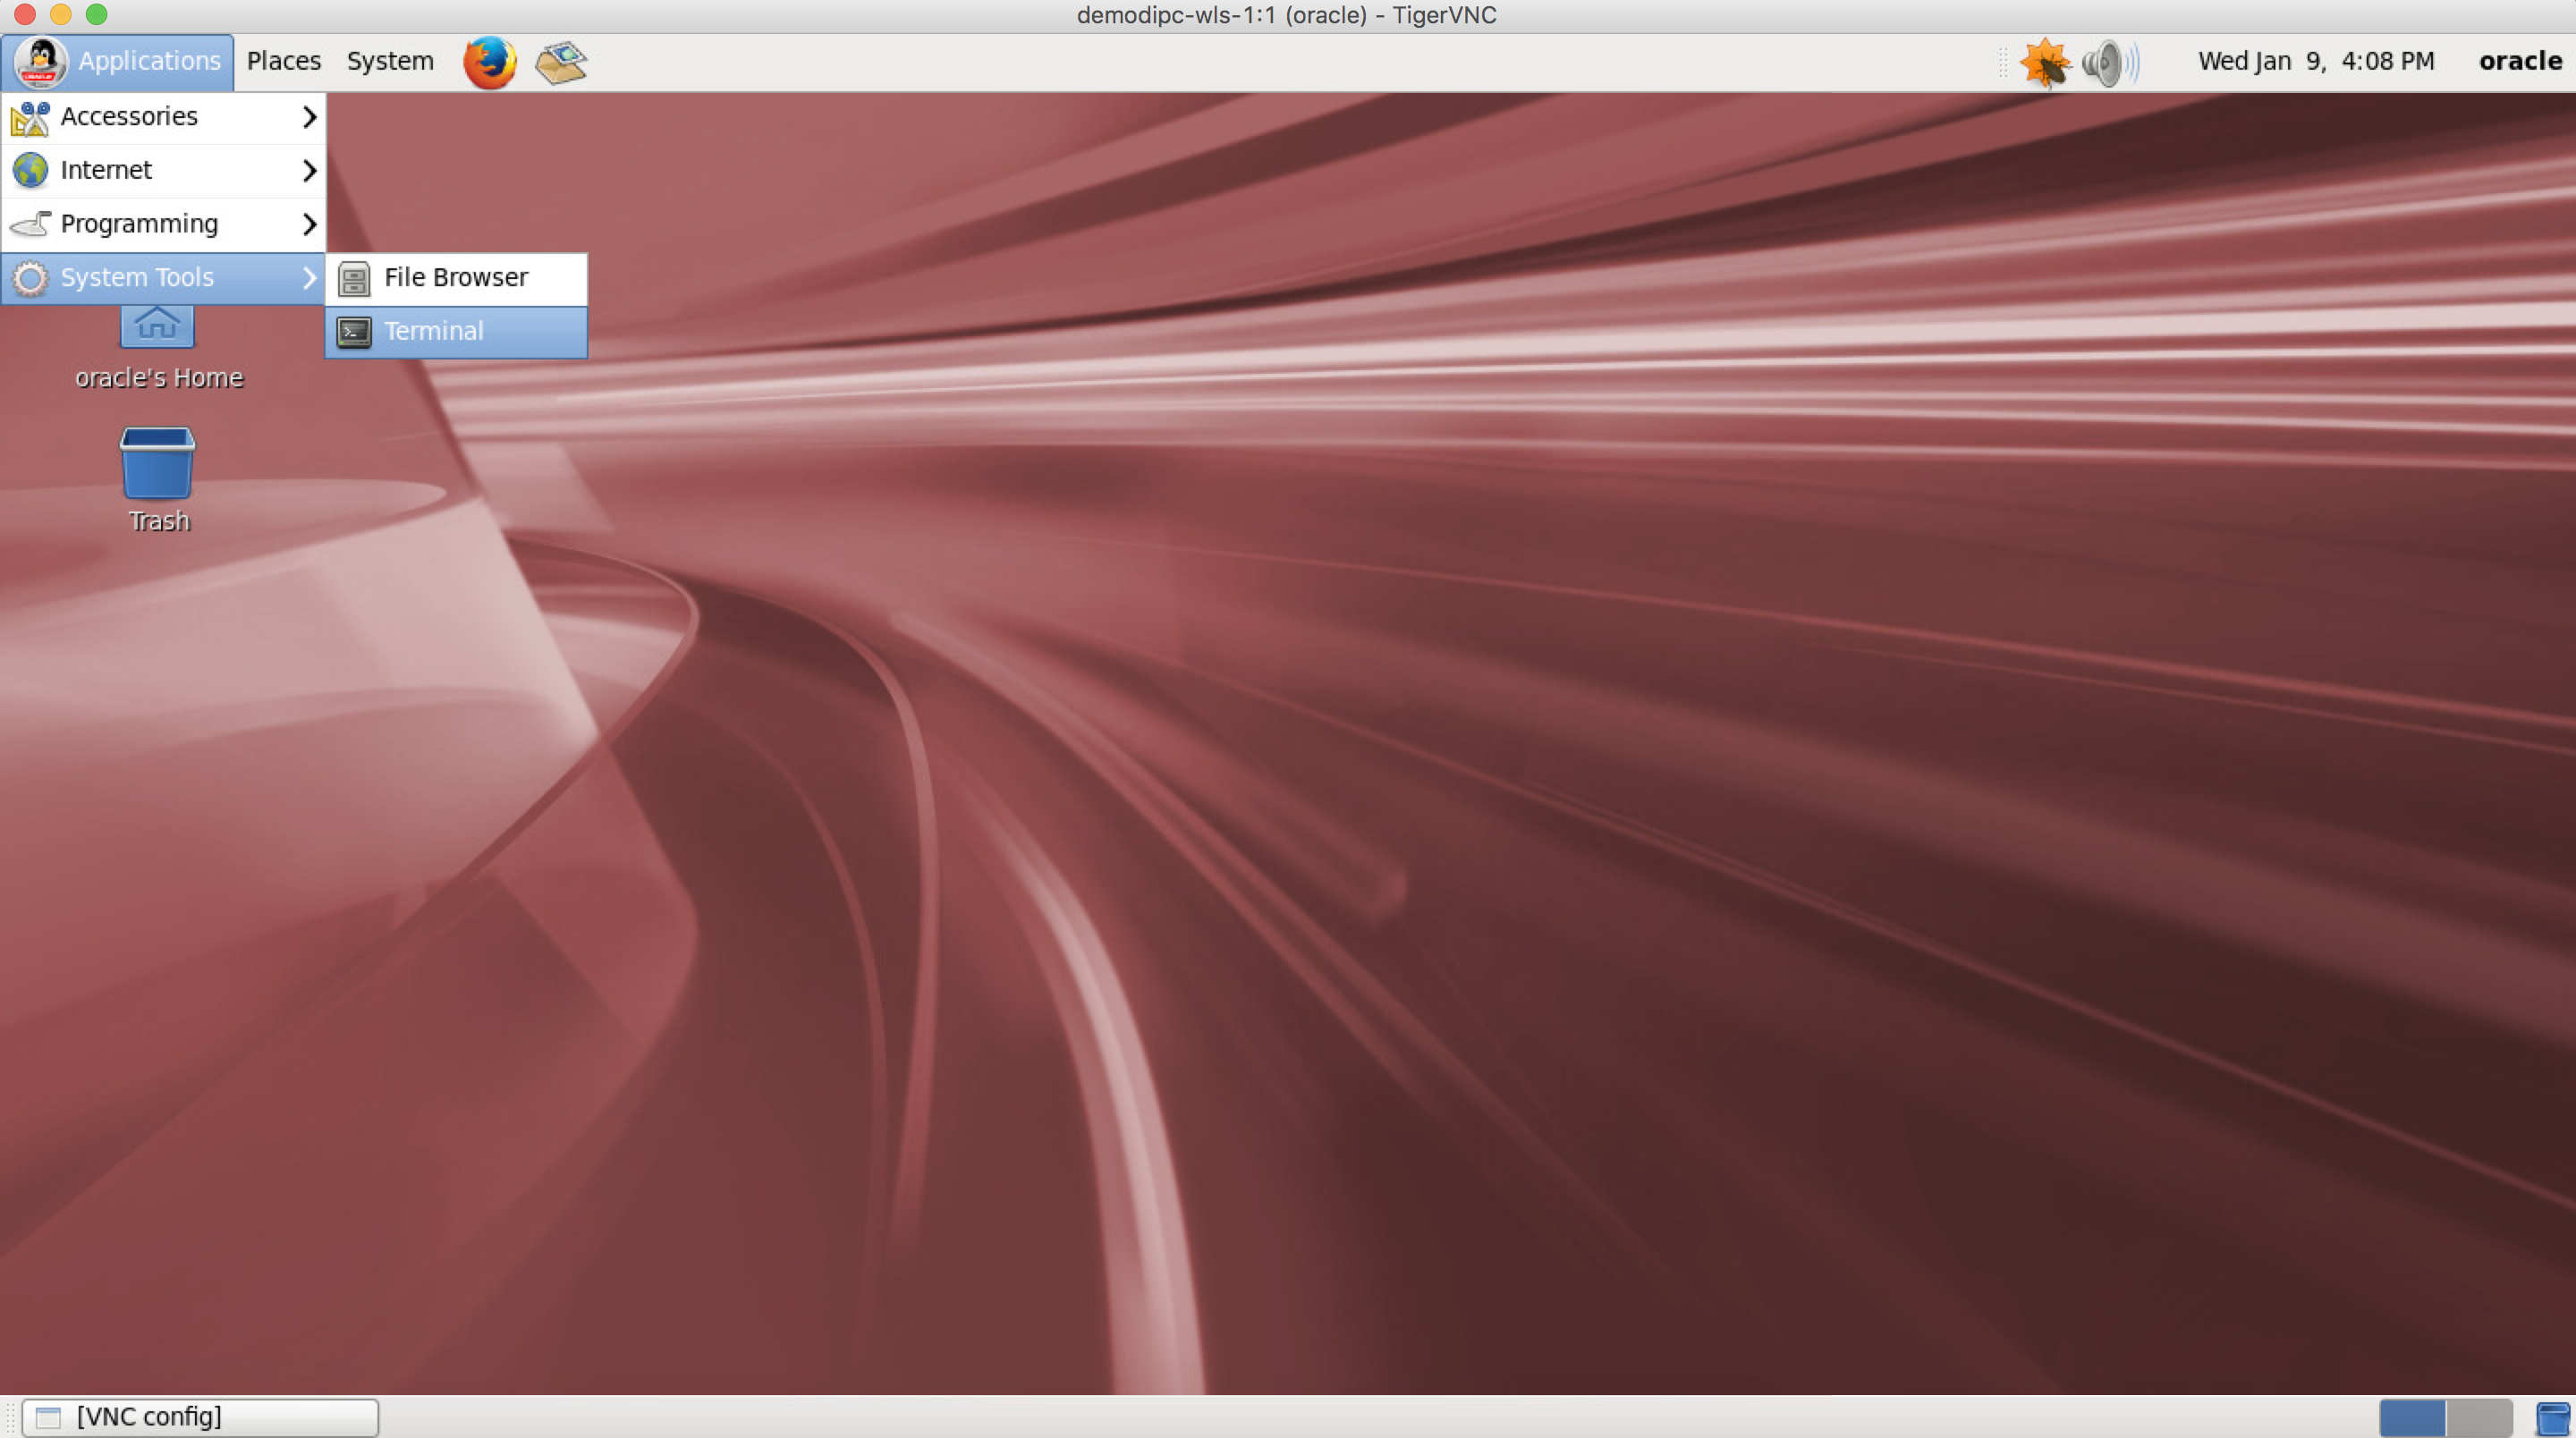 demodipc-wls-1:1 (oracle) - TigerVNC
Applications Places System Wed Jan 9, 4:08 PM oracle
Accessories
Internet
Programming
System Tools File Browser
Terminal
oracle's Home
Trash
[VNC config]